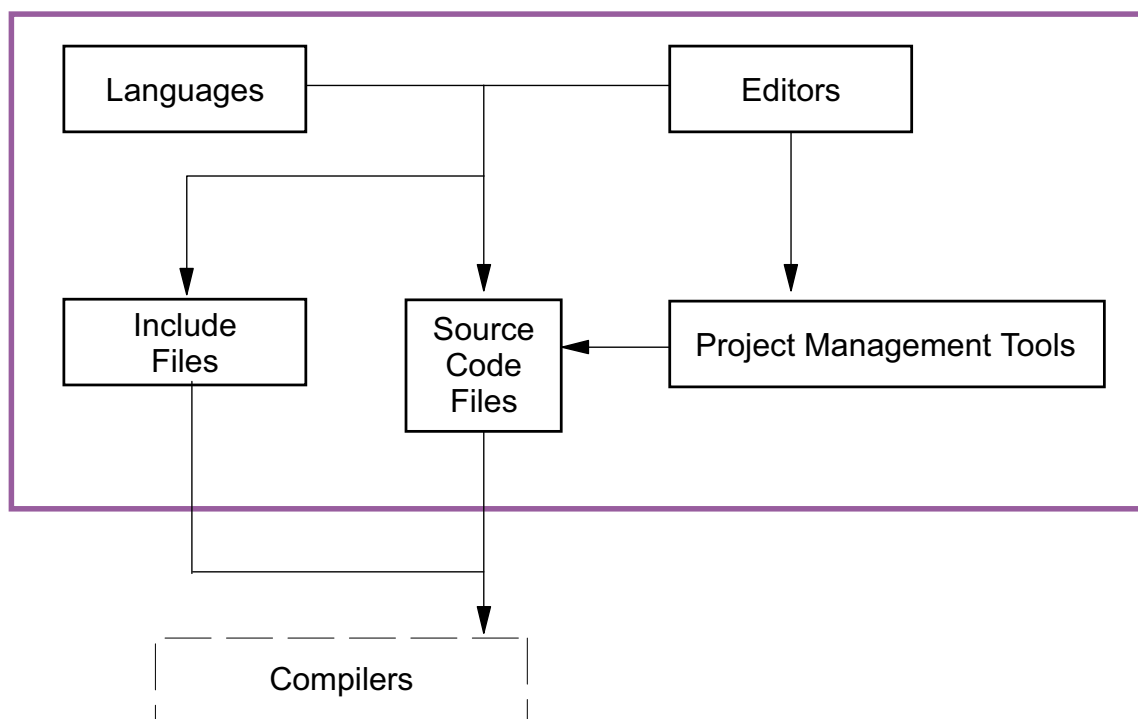 Languages
Editors
Include
Files
Source
Code
Files
Project Management Tools
Compilers